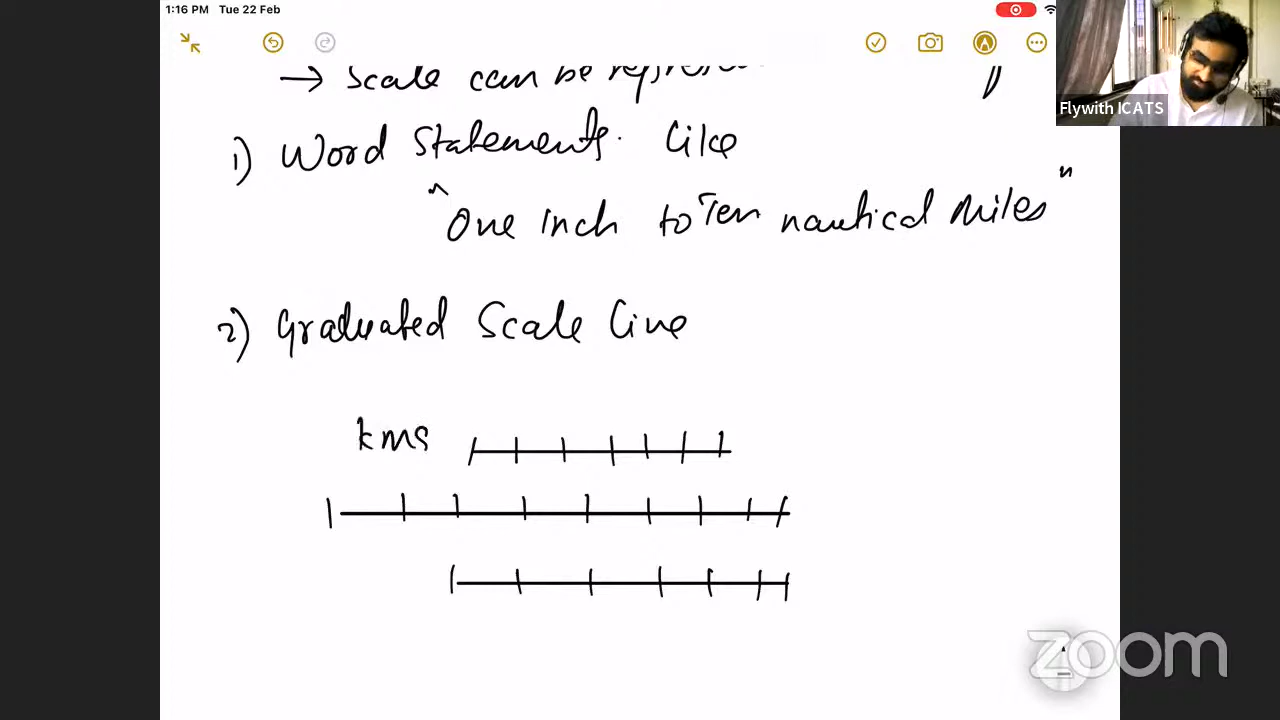 1:16 PM Tue 22 Feb
→ Scale can be
Flywith ICATS
1) Word Statements. Like
"One Inch to Ten nautical Miles"
2) Graduated Scale Line
kms
zoom